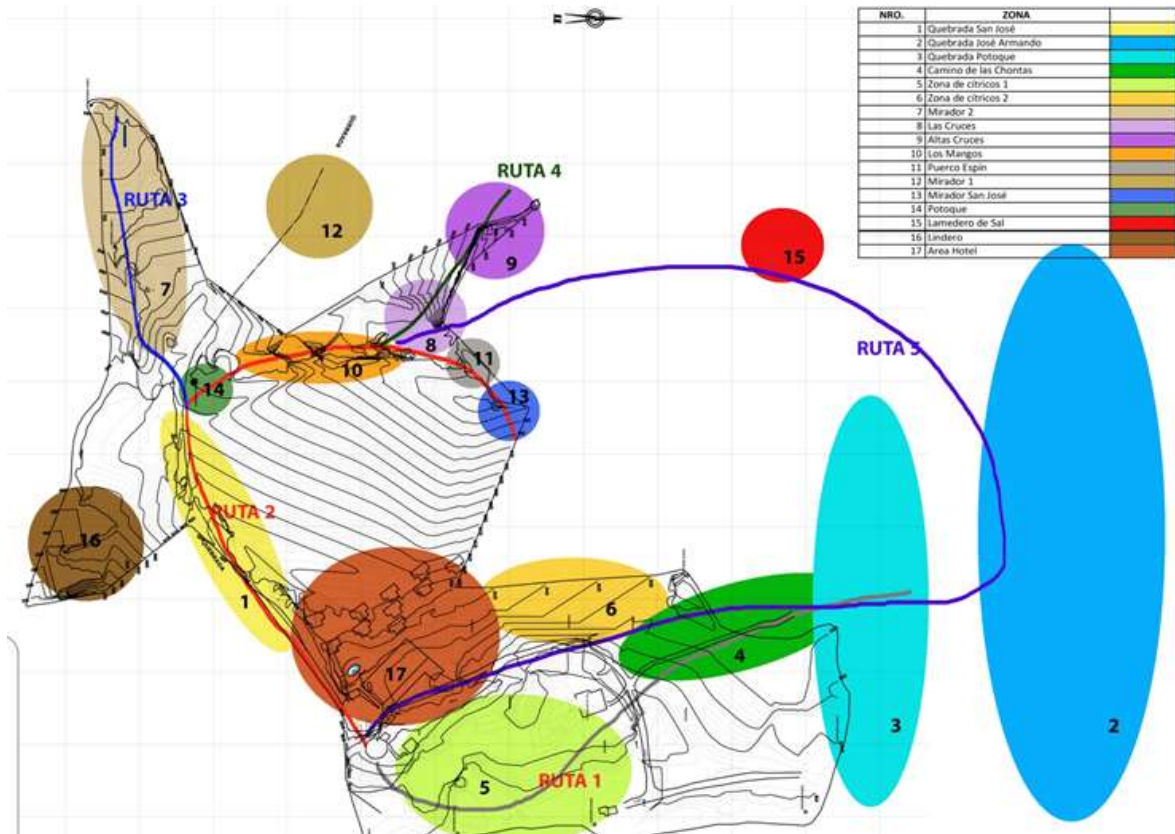 NRO. ZONA
1 Quebrada San José
2 Quebrada José Armando
3 Quebrada Potoque
4 Camino de las Chontas
5 Zona de cítricos 1
6 Zona de cítricos 2
7 Mirador 2
8 Las Cruces
9 Altas Cruces
10 Los Mangos
11 Puerco Espín
12 Mirador 1
13 Mirador San José
14 Potoque
15 Lamedero de Sal
16 Lindero
17 Area Hotel
RUTA 4
RUTA 3
12
9
15
7
RUTA 5
8
11
10
14
13
RUTA 2
16
1
6
4
17
3
2
5
RUTA 1